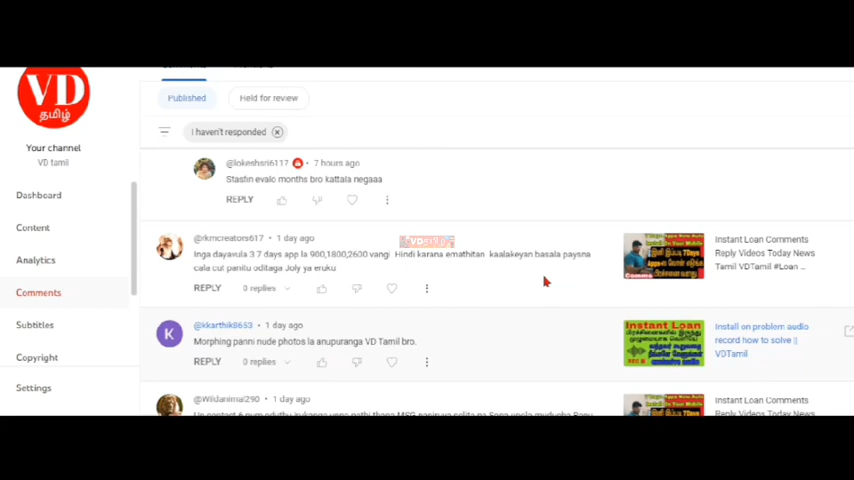 VD
தமிழ்
Published
Held for review
Your channel
VD tamil
I haven't responded
@lokeshsri6117 • 7 hours ago
Stasfin evalo months bro kattala negaaa
REPLY
Dashboard
Content
Analytics
Comments
Subtitles
Copyright
Settings
@rkmcreators617 • 1 day ago
VDதமிழ்
Inga dayavula 3 7 days app la 900,1800,2600 vangi Hindi karana emathitan kaalakeyan basala paysna
cala cut panitu oditaga Joly ya eruku
REPLY 0 replies
Instant Loan Comments
Reply Videos Today News
Tamil VDTamil #Loan ...
@kkarthik8653 • 1 day ago
Morphing panni nude photos la anupuranga VD Tamil bro.
REPLY 0 replies
Instant Loan
Install on problem audio
record how to solve ||
VDTamil
@Wildanimal290 • 1 day ago
Instant Loan Comments
Reply Videos Today News